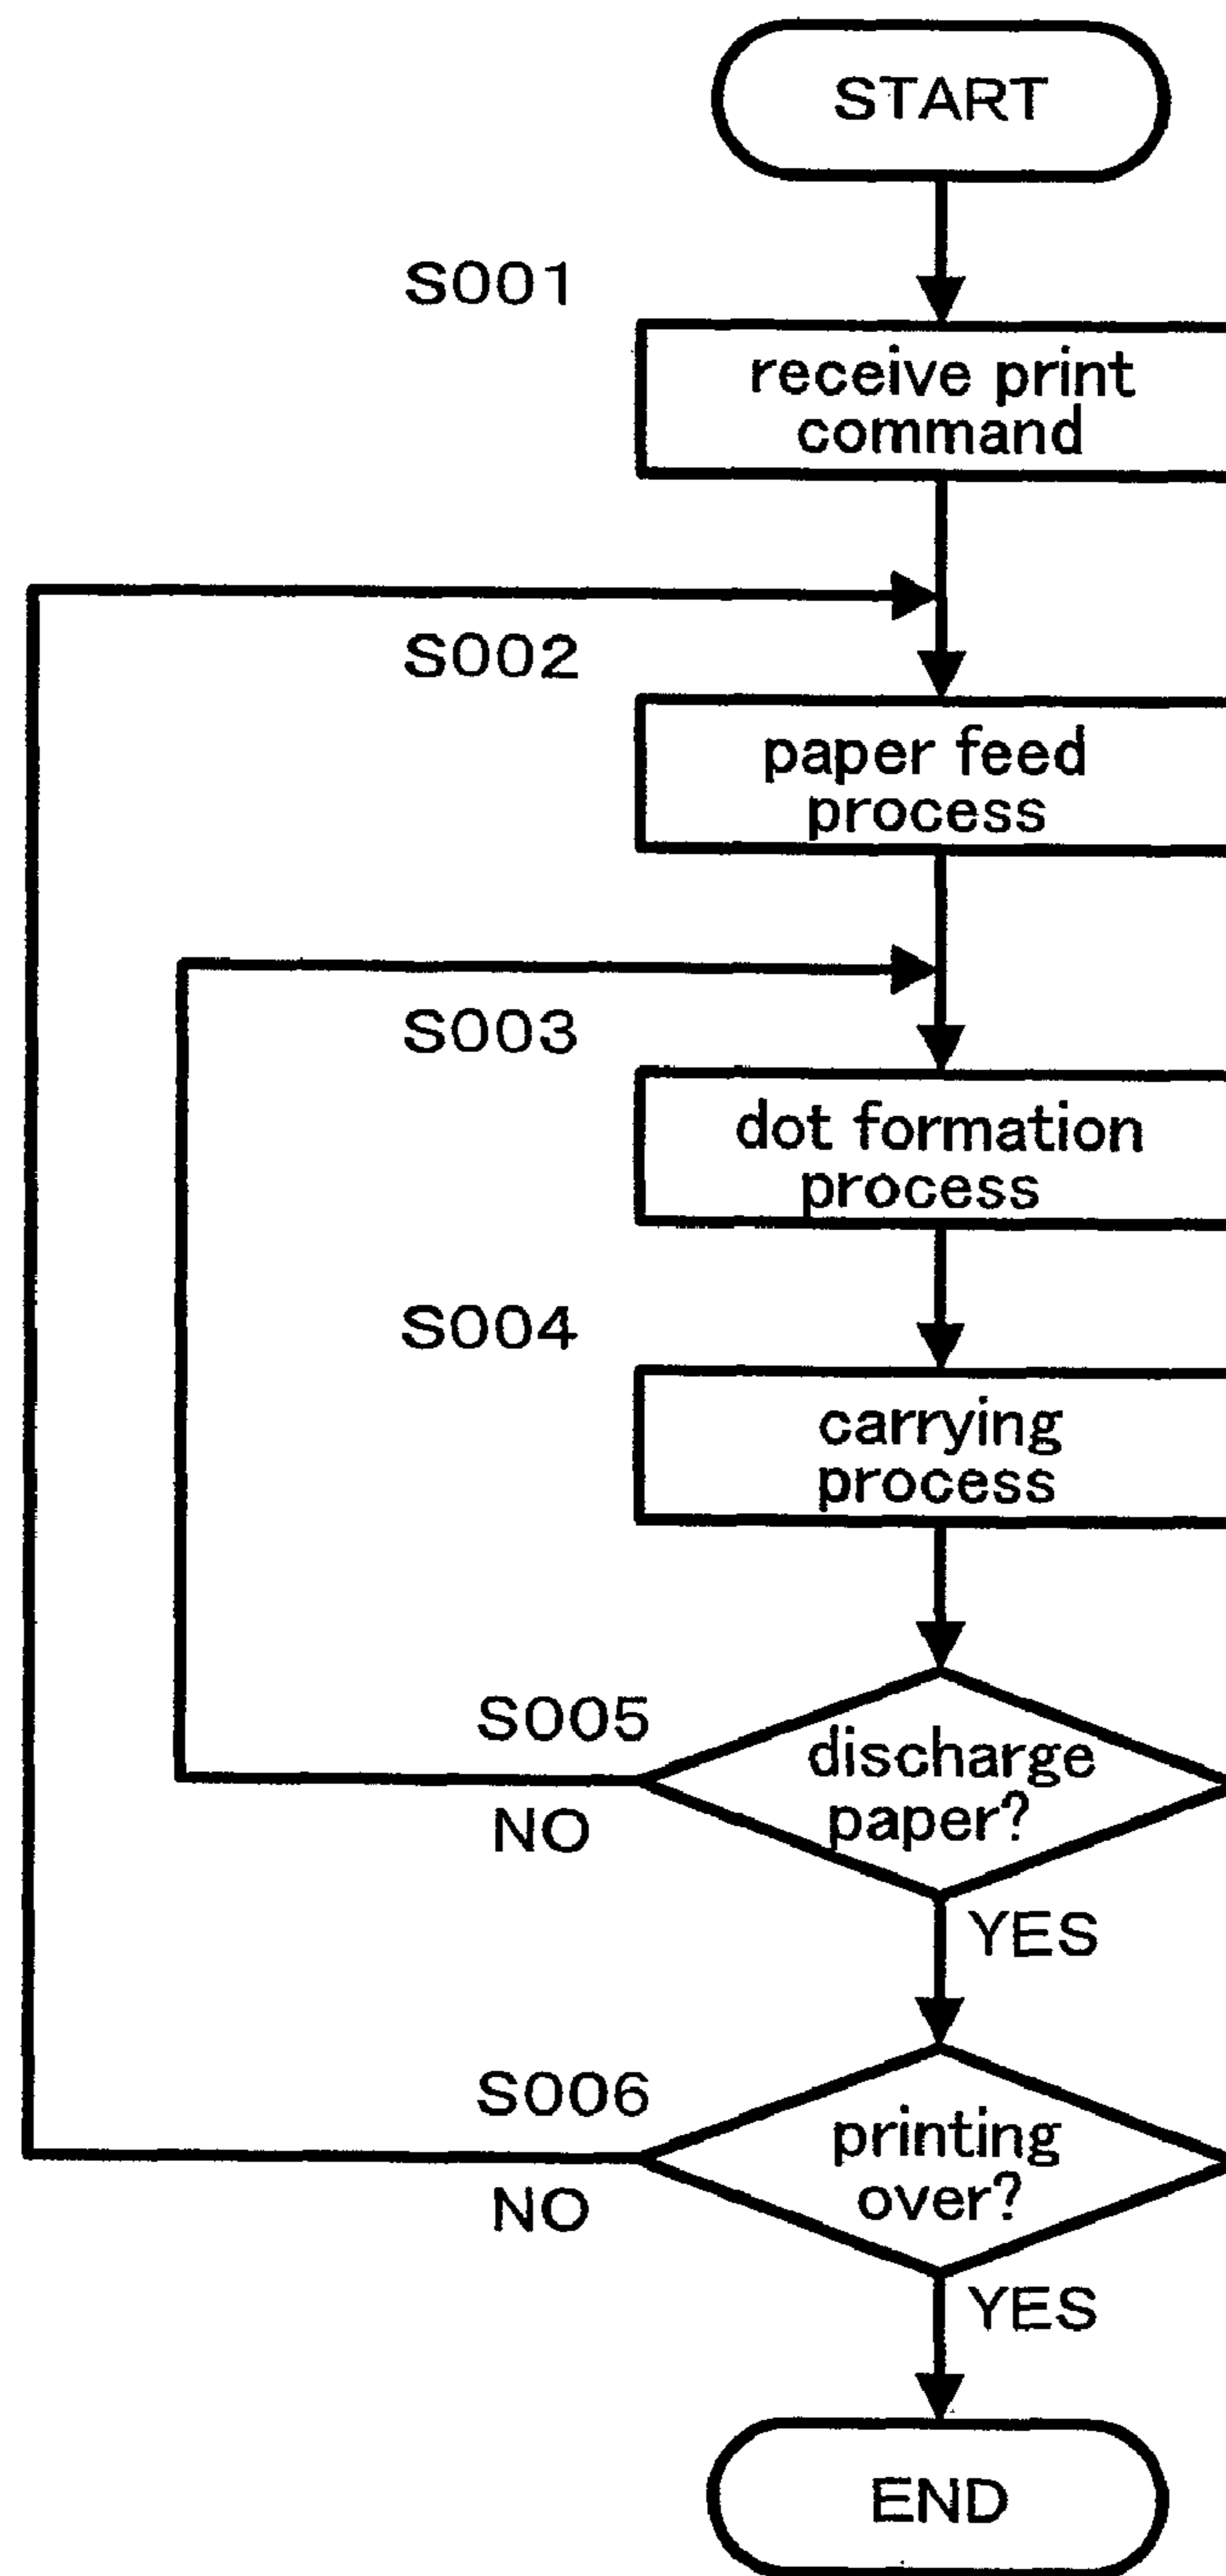 START
S001
receive print
command
S002
paper feed
process
S003
dot formation
process
S004
carrying
process
S005
discharge
paper?
NO
YES
S006
printing
over?
NO
YES
END